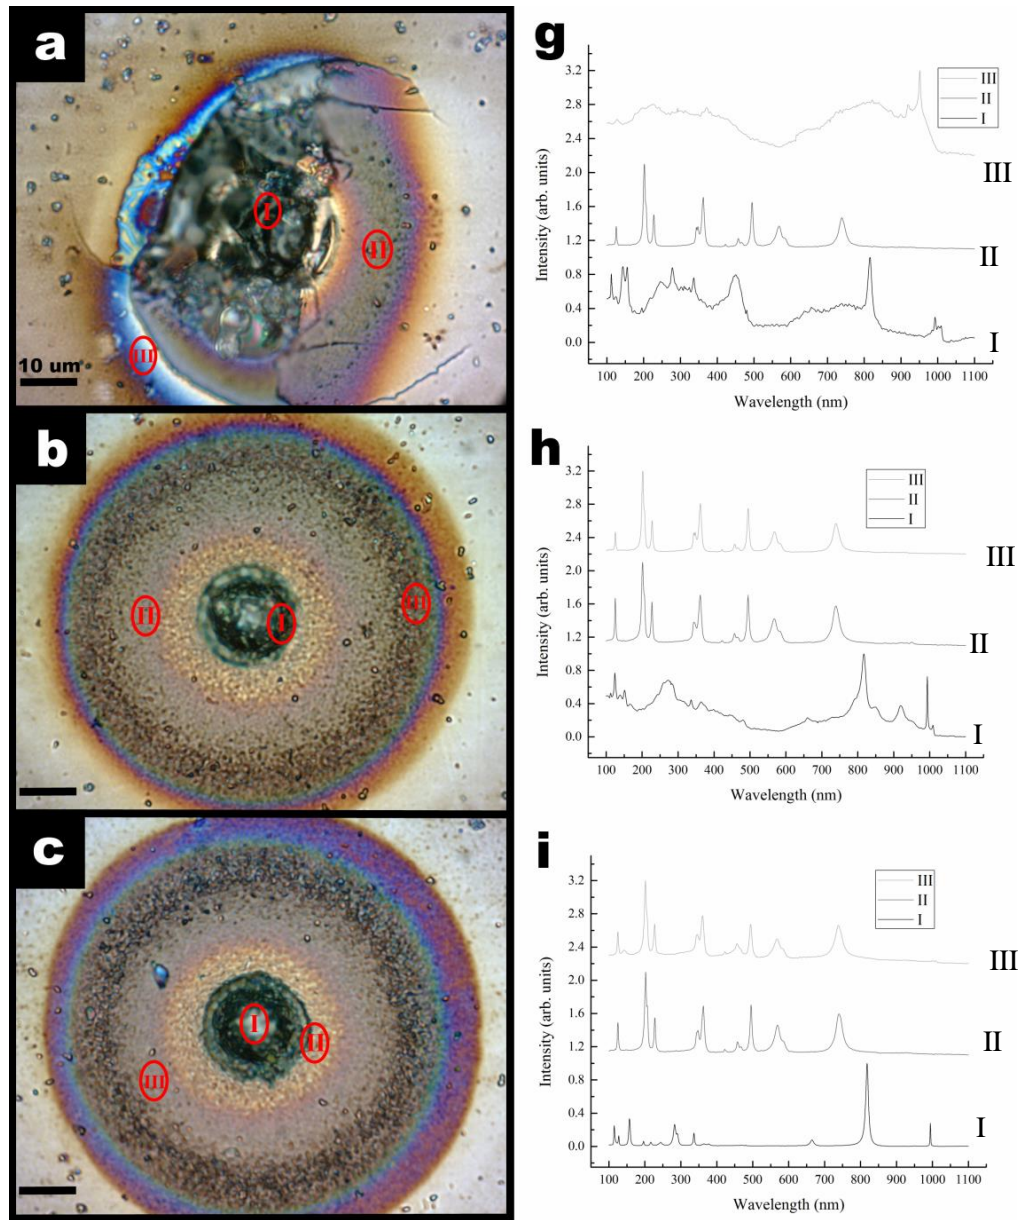 a
I
II
III
10 um
b
I
II
III
c
I
II
III
g
Intensity (arb. units)
3.2
2.8
2.4
2.0
1.6
1.2
0.8
0.4
0.0
III
II
I
III
II
I
100 200 300 400 500 600 700 800 900 1000 1100
Wavelength (nm)
h
Intensity (arb. units)
3.2
2.8
2.4
2.0
1.6
1.2
0.8
0.4
0.0
III
II
I
III
II
I
100 200 300 400 500 600 700 800 900 1000 1100
Wavelength (nm)
i
Intensity (arb. units)
3.2
2.8
2.4
2.0
1.6
1.2
0.8
0.4
0.0
III
II
I
III
II
I
100 200 300 400 500 600 700 800 900 1000 1100
Wavelength (nm)